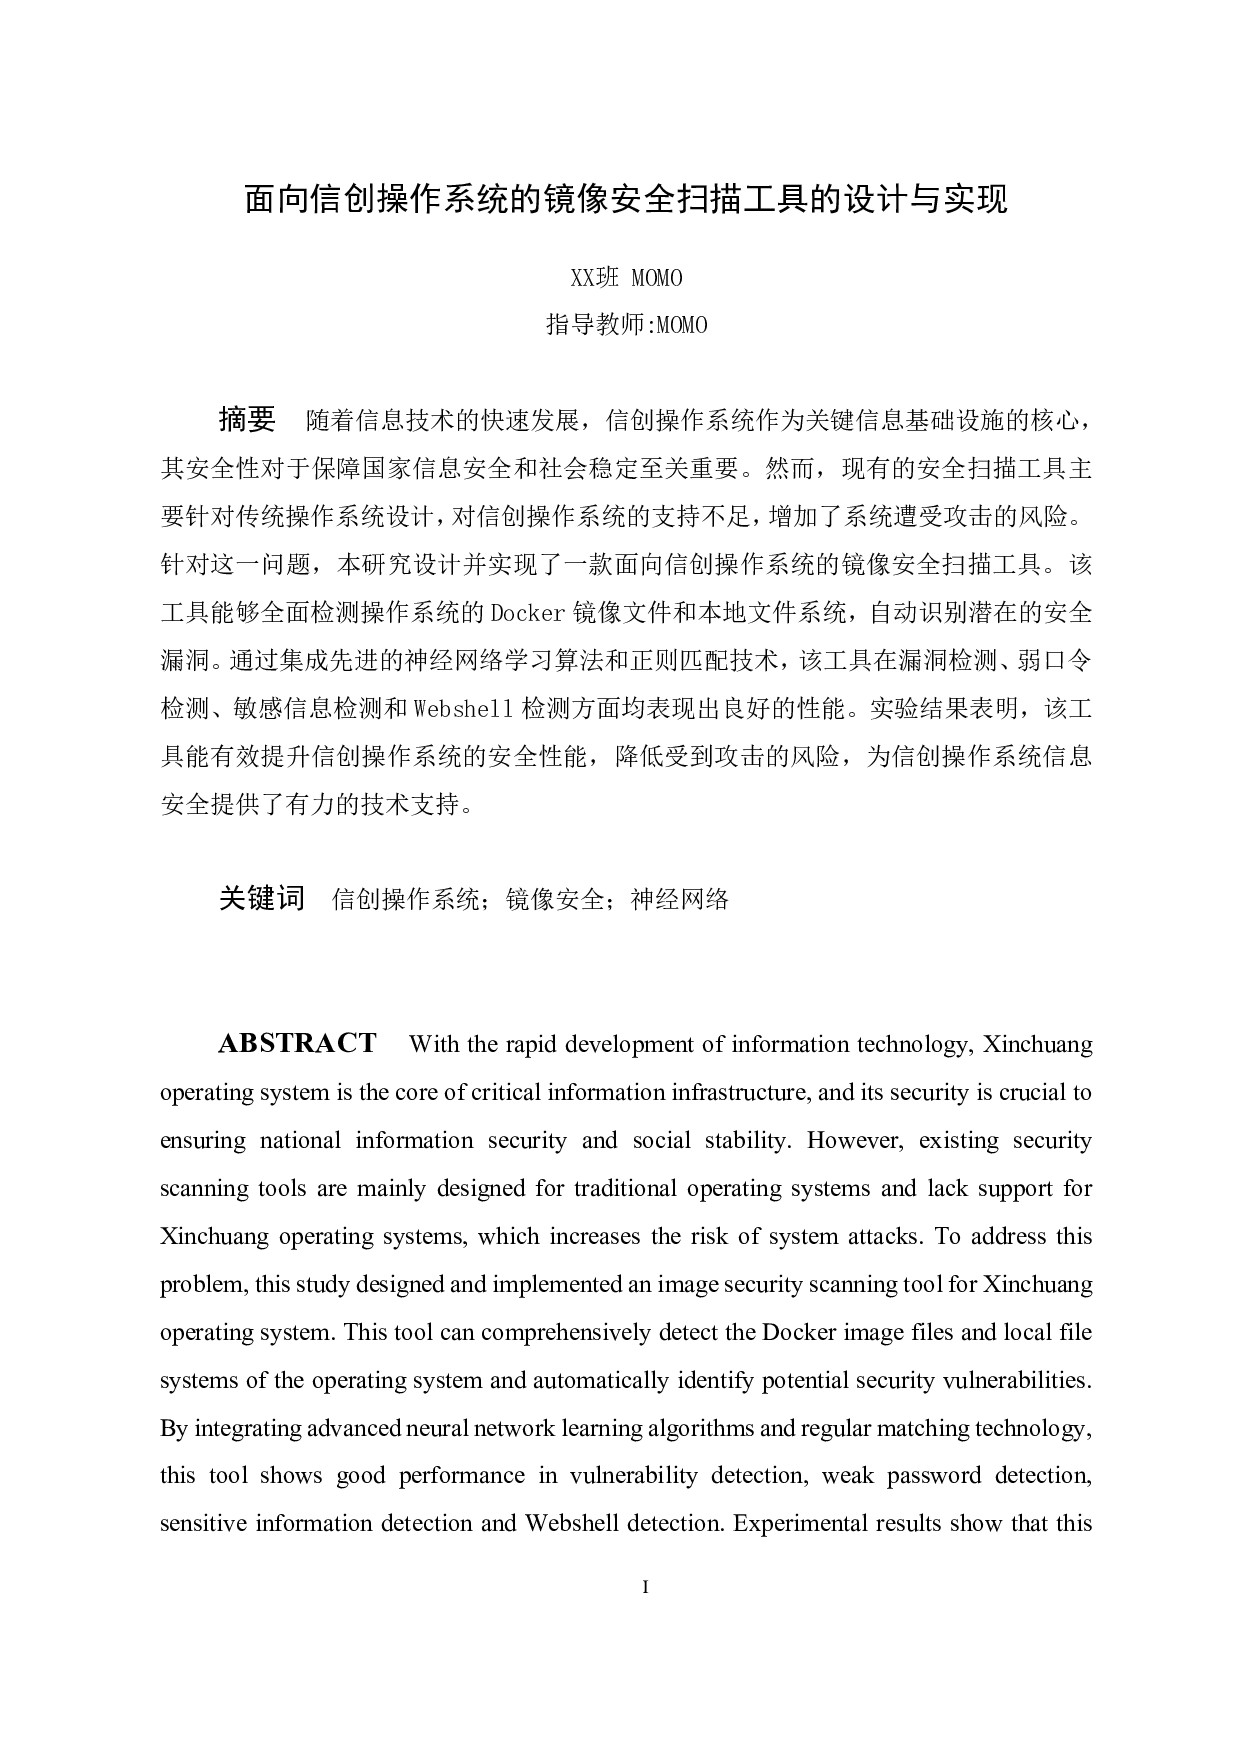 面向信创操作系统的镜像安全扫描工具的设计与实现
XX班 MOMO
指导教师:MOMO
摘要 随着信息技术的快速发展，信创操作系统作为关键信息基础设施的核心，
其安全性对于保障国家信息安全和社会稳定至关重要。然而，现有的安全扫描工具主
要针对传统操作系统设计，对信创操作系统的支持不足，增加了系统遭受攻击的风险。
针对这一问题，本研究设计并实现了一款面向信创操作系统的镜像安全扫描工具。该
工具能够全面检测操作系统的 Docker 镜像文件和本地文件系统，自动识别潜在的安全
漏洞。通过集成先进的神经网络学习算法和正则匹配技术，该工具在漏洞检测、弱口令
检测、敏感信息检测和 Webshell 检测方面均表现出良好的性能。实验结果表明，该工
具能有效提升信创操作系统的安全性能，降低受到攻击的风险，为信创操作系统信息
安全提供了有力的技术支持。
关键词 信创操作系统；镜像安全；神经网络
ABSTRACT With the rapid development of information technology, Xinchuang
operating system is the core of critical information infrastructure, and its security is crucial to
ensuring national information security and social stability. However, existing security
scanning tools are mainly designed for traditional operating systems and lack support for
Xinchuang operating systems, which increases the risk of system attacks. To address this
problem, this study designed and implemented an image security scanning tool for Xinchuang
operating system. This tool can comprehensively detect the Docker image files and local file
systems of the operating system and automatically identify potential security vulnerabilities.
By integrating advanced neural network learning algorithms and regular matching technology,
this tool shows good performance in vulnerability detection, weak password detection,
sensitive information detection and Webshell detection. Experimental results show that this
I